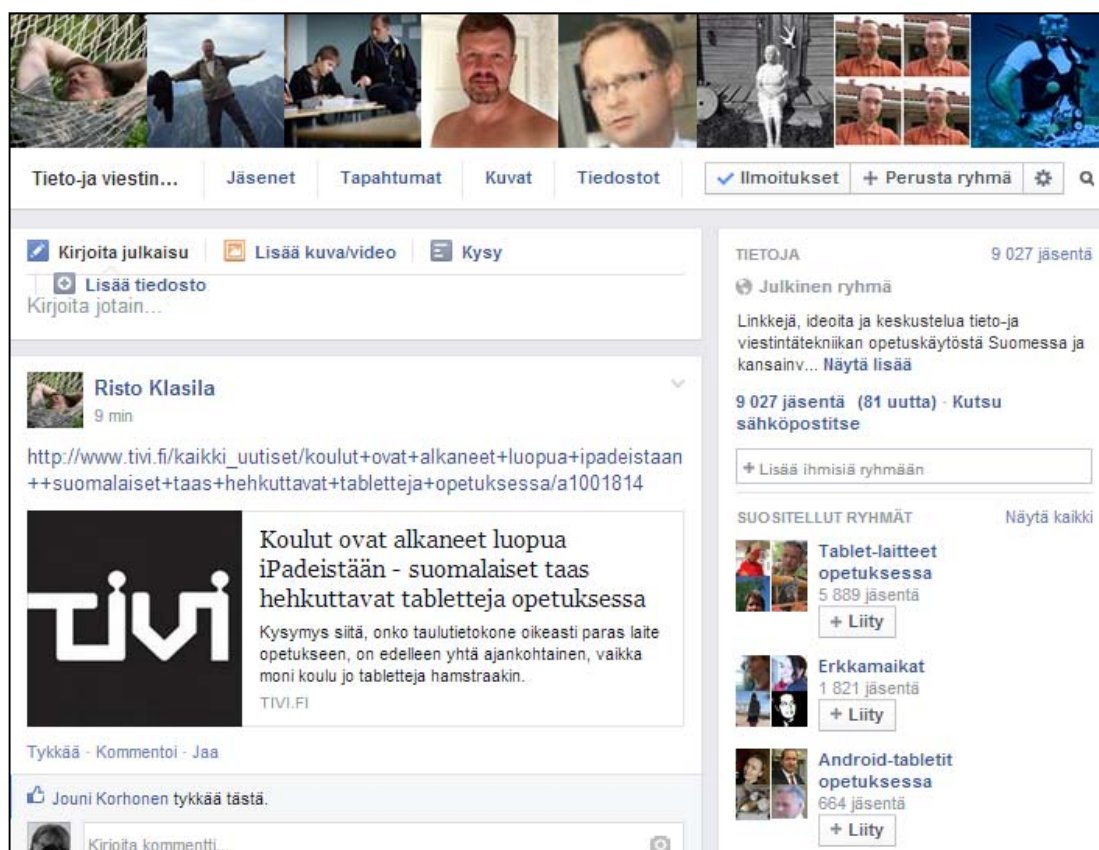 Tieto-ja viestin...
Jäsenet
Tapahtumat
Kuvat
Tiedostot
Ilmoitukset
+ Perusta ryhmä
Kirjoita julkaisu
Lisää kuva/video
Kysy
Lisää tiedosto
Kirjoita jotain...
Risto Klasila
9 min
http://www.tivi.fi/kaikki_uutiset/koulut+ovat+alkaneet+luopua+ipadeistaan
++suomalaiset+taas+hehkuttavat+tabletteja+opetuksessa/a1001814
TiVi
Koulut ovat alkaneet luopua
iPadeistään - suomalaiset taas
hehkuttavat tabletteja opetuksessa
Kysymys siitä, onko taulutietokone oikeasti paras laite
opetukseen, on edelleen yhtä ajankohtainen, vaikka
moni koulu jo tabletteja hamstraakin.
TIVI.FI
Tykkää · Kommentoi · Jaa
Jouni Korhonen tykkää tästä.
Kirjoita kommentti...
TIETOJA
9 027 jäsentä
Julkinen ryhmä
Linkkejä, ideoita ja keskustelua tieto-ja
viestintätekniikan opetuskäytöstä Suomessa ja
kansainv... Näytä lisää
9 027 jäsentä (81 uutta) · Kutsu
sähköpostitse
+ Lisää ihmisiä ryhmään
SUOSITELLUT RYHMÄT
Näytä kaikki
Tablet-laitteet
opetuksessa
5 889 jäsentä
+ Liity
Erkkamaikat
1 821 jäsentä
+ Liity
Android-tabletit
opetuksessa
664 jäsentä
+ Liity